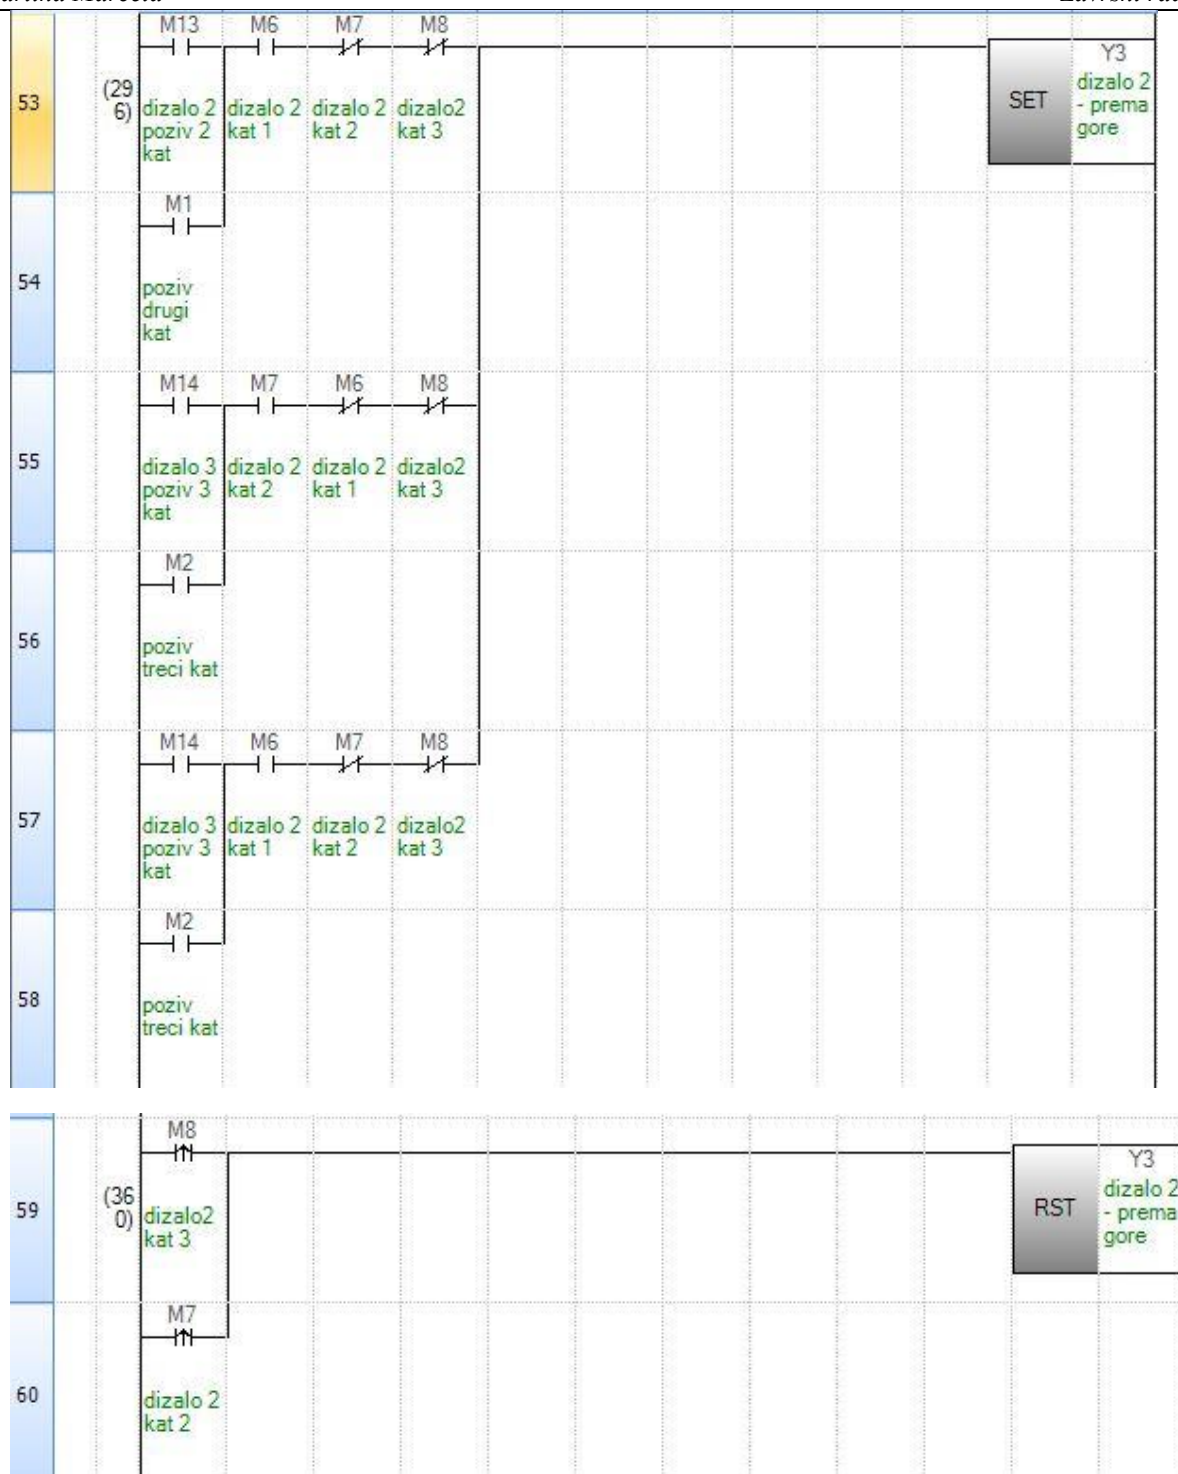 M13 M6 M7 M8 Y3
53 (29
6) dizalo 2
poziv 2
kat dizalo 2
kat 1 dizalo 2
kat 2 dizalo2
kat 3 SET dizalo 2
- prema
gore
M1
54 poziv
drugi
kat
M14 M7 M6 M8
55 dizalo 3
poziv 3
kat dizalo 2
kat 2 dizalo 2
kat 1 dizalo2
kat 3
M2
56 poziv
treci kat
M14 M6 M7 M8
57 dizalo 3
poziv 3
kat dizalo 2
kat 1 dizalo 2
kat 2 dizalo2
kat 3
M2
58 poziv
treci kat
M8 Y3
59 (36
0) dizalo2
kat 3 RST dizalo 2
- prema
gore
M7
60 dizalo 2
kat 2